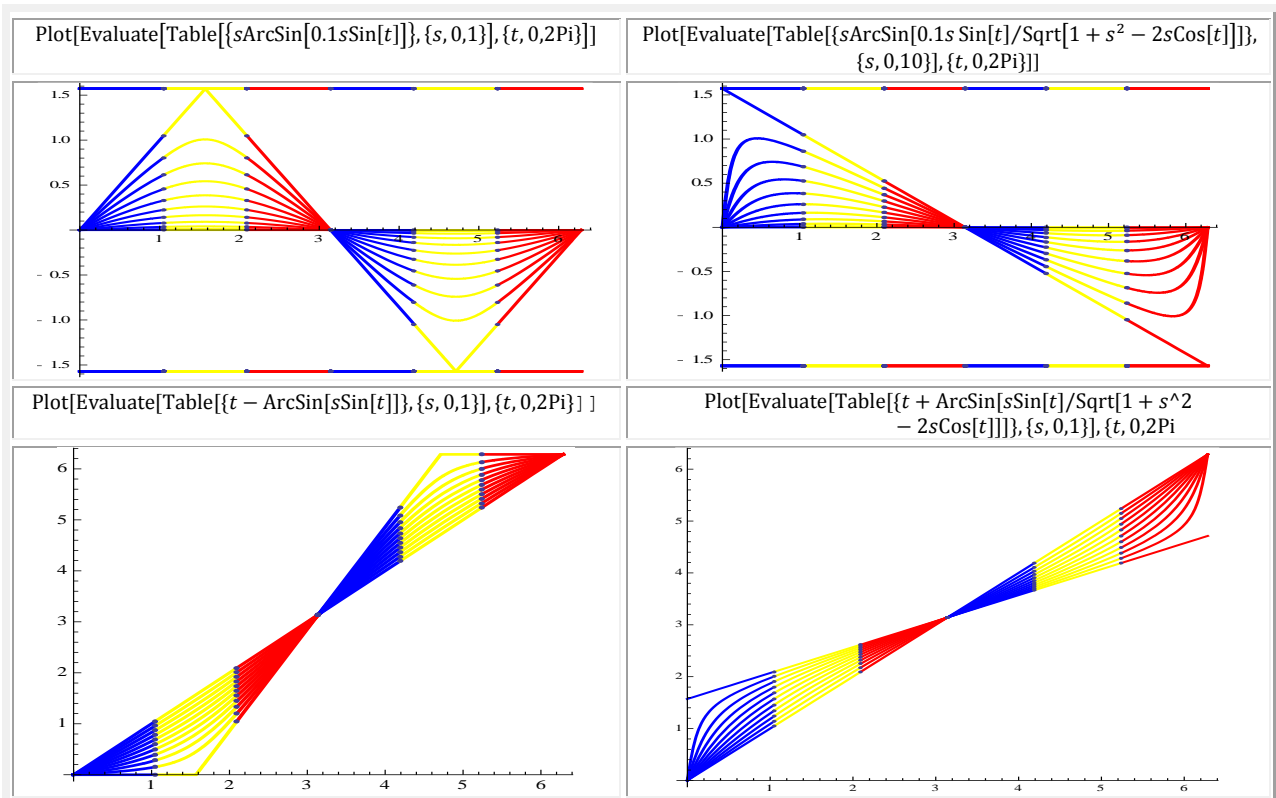 Plot[Evaluate[Table[{sArcSin[0.1sSin[t]]},{s,0,1}],{t,0,2Pi}]]
Plot[Evaluate[Table[{sArcSin[0.1s Sin[t]/Sqrt[1 + s² − 2sCos[t]]]},
{s,0,10}],{t,0,2Pi}]]
1.5
1.0
0.5
1 2 3 4 5 6
− 0.5
− 1.0
− 1.5
1.5
1.0
0.5
1 2 3 4 5 6
− 0.5
− 1.0
− 1.5
Plot[Evaluate[Table[{t − ArcSin[sSin[t]]},{s,0,1}],{t,0,2Pi}] ]
Plot[Evaluate[Table[{t + ArcSin[sSin[t]/Sqrt[1 + s^2
− 2sCos[t]]]},{s,0,1}],{t,0,2Pi
6
5
4
3
2
1
1 2 3 4 5 6
6
5
4
3
2
1
1 2 3 4 5 6